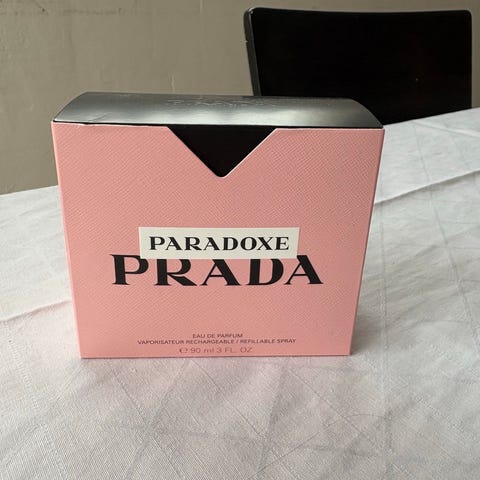 PARADOXE
PRADA
EAU DE PARFUM
VAPORISATEUR RECHARGEABLE / REFILLABLE SPRAY
℮ 90 ml 3 FL. OZ